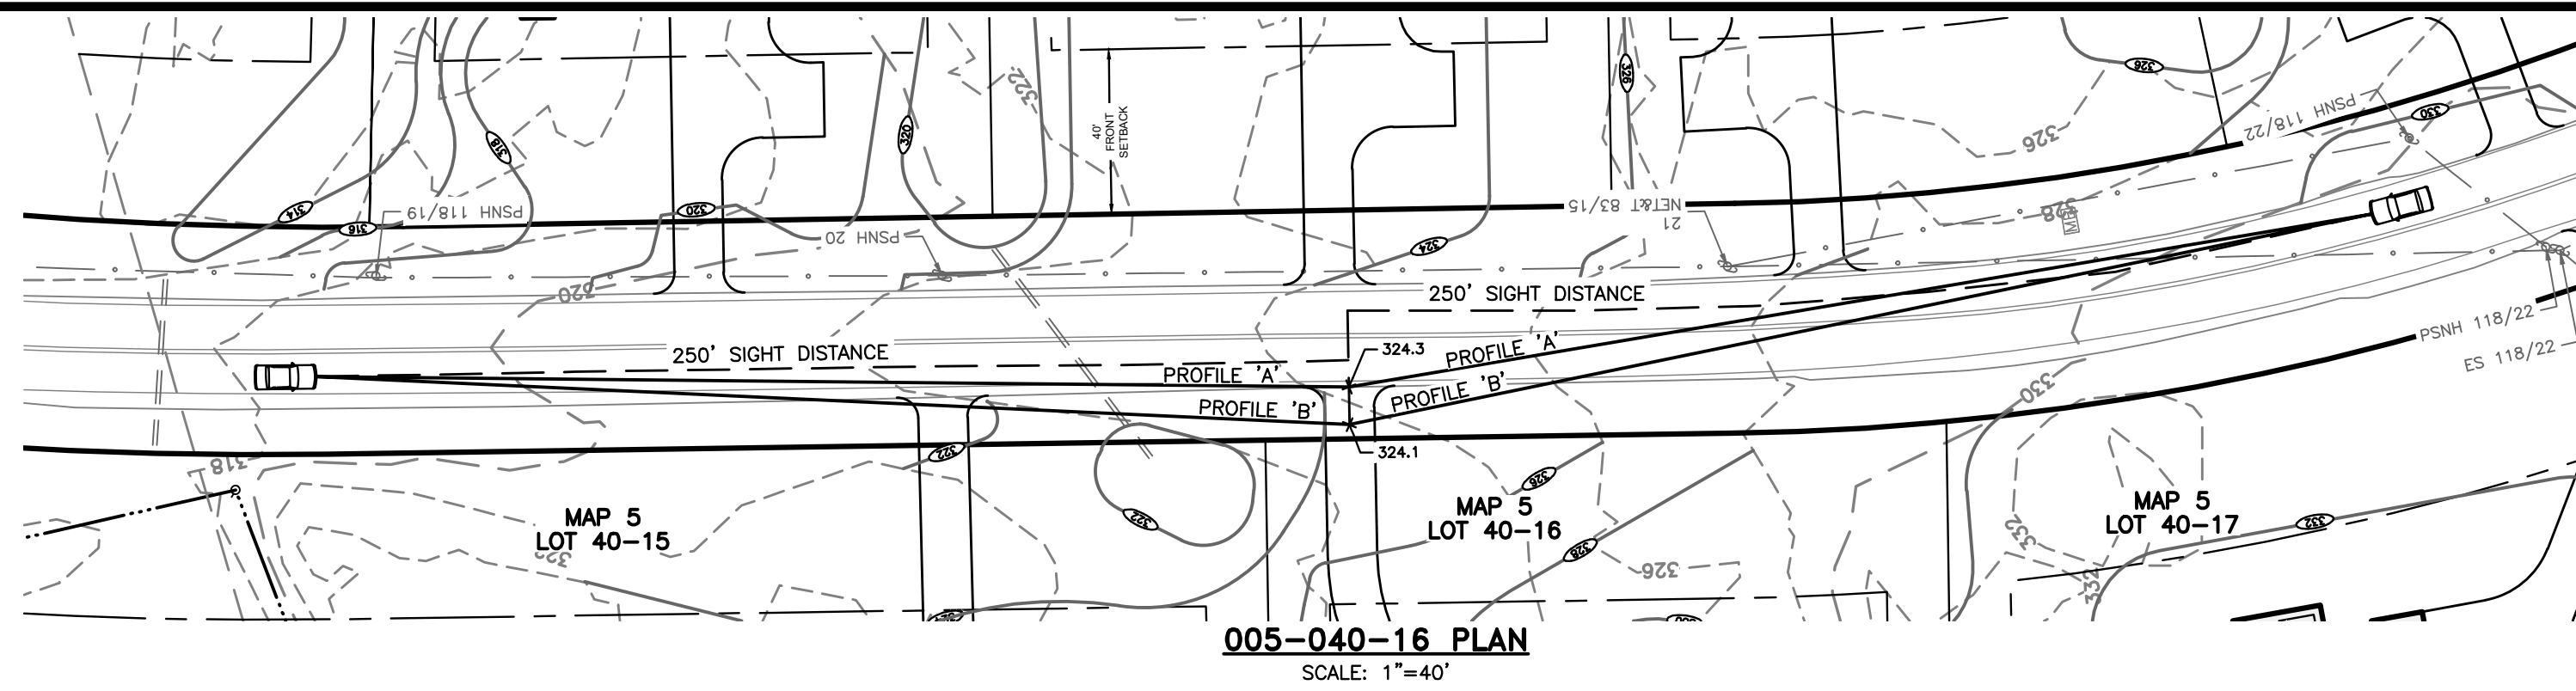 326
330
322
PSNH 118/22
40'
FRONT
SETBACK
320
318
326
326
314
316
PSNH 118/19
320
PSNH 20
324
NET&T 83/15
21
328
320
250' SIGHT DISTANCE
324.3
PROFILE 'A'
250' SIGHT DISTANCE
PROFILE 'A'
PROFILE 'B'
PROFILE 'B'
PSNH 118/22
ES 118/22
330
322
324.1
318
326
MAP 5
LOT 40-15
322
322
MAP 5
LOT 40-16
328
326
MAP 5
LOT 40-17
332
332
332
005-040-16 PLAN
SCALE: 1"=40'